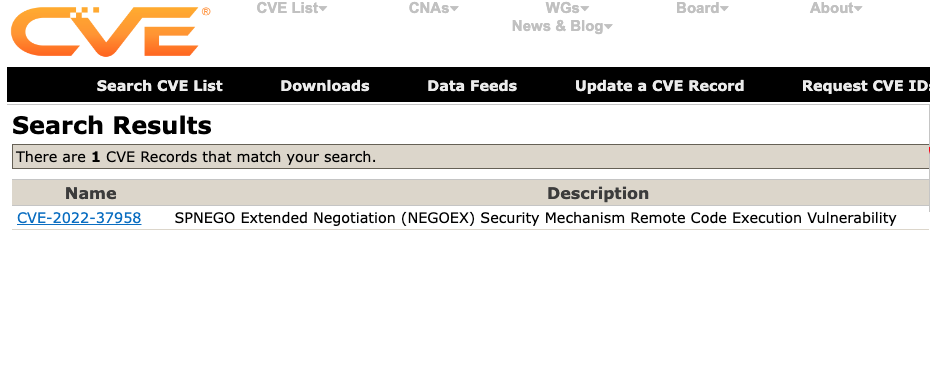 CVE®
CVE List▾ CNAs▾ WGs▾ Board▾ About▾
News & Blog▾
Search CVE List Downloads Data Feeds Update a CVE Record Request CVE IDs
Search Results
There are 1 CVE Records that match your search.
Name Description
CVE-2022-37958 SPNEGO Extended Negotiation (NEGOEX) Security Mechanism Remote Code Execution Vulnerability